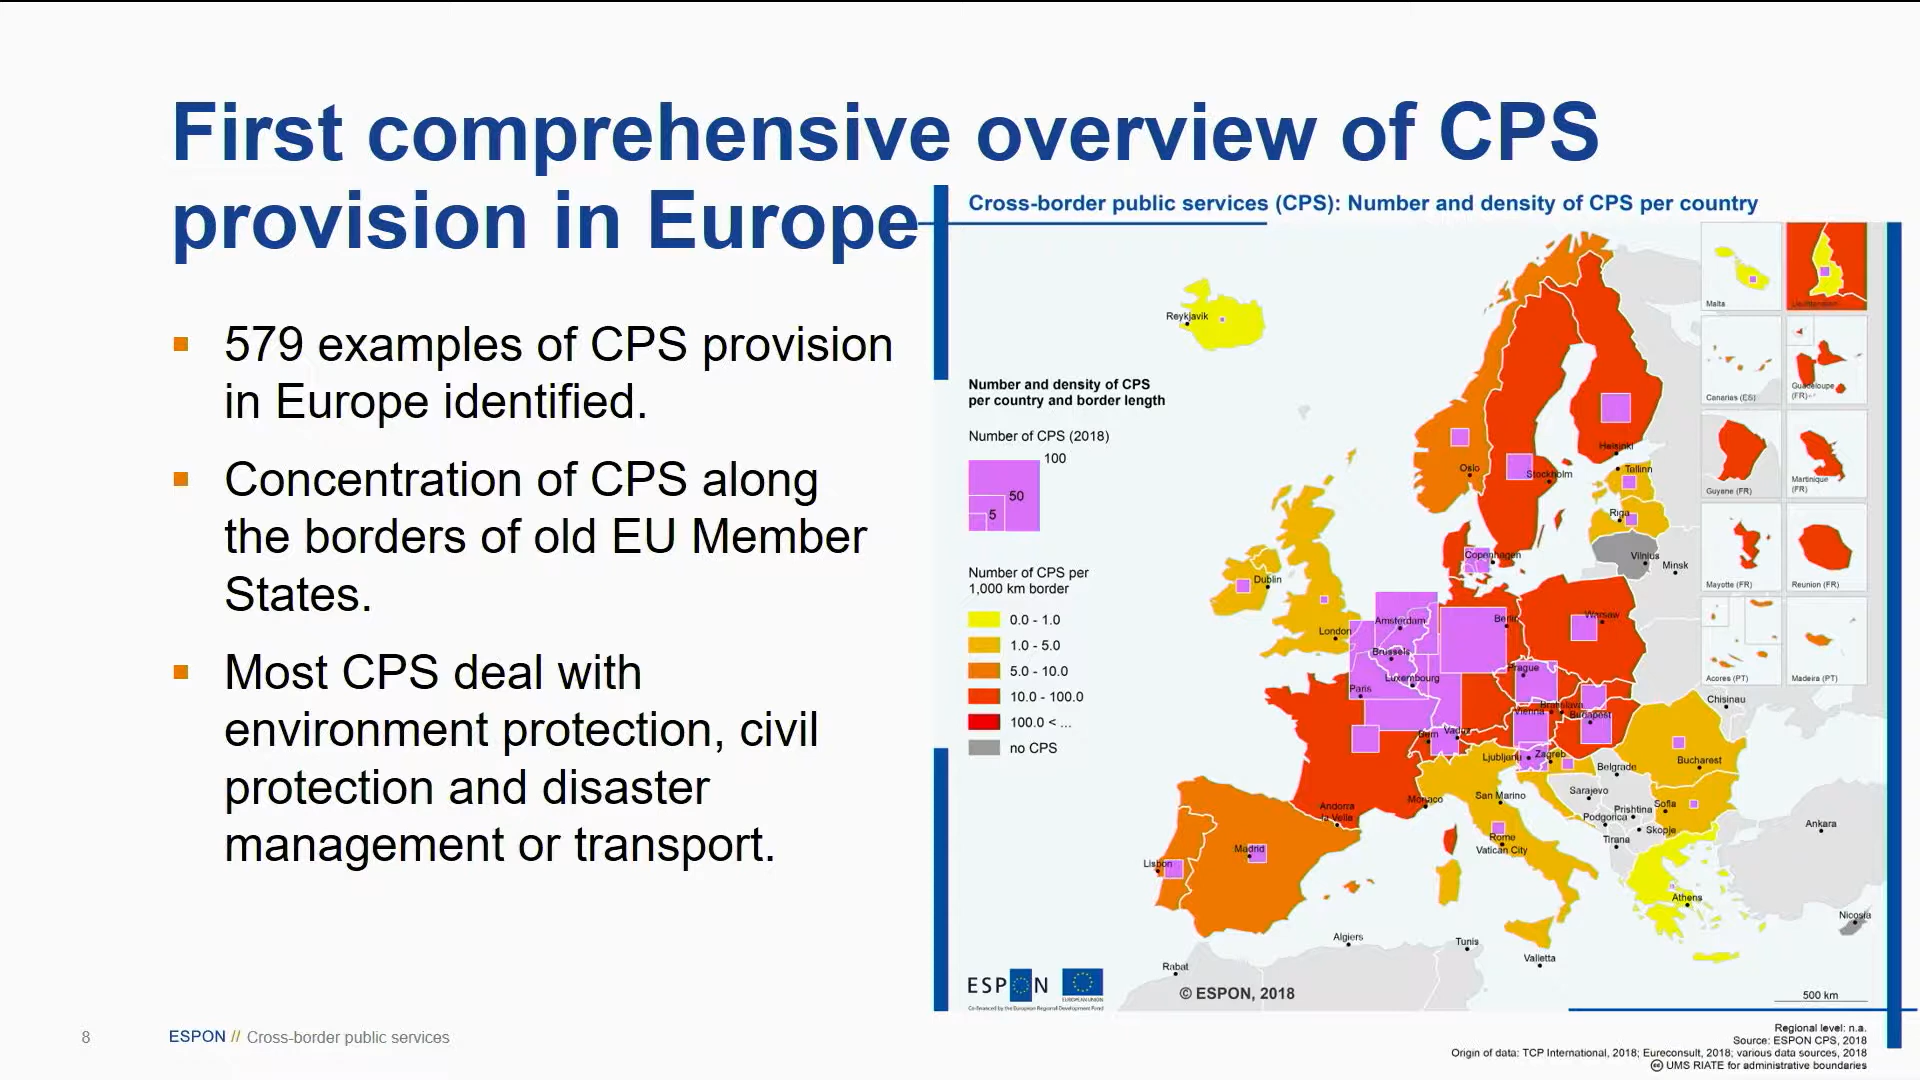 First comprehensive overview of CPS
provision in Europe
579 examples of CPS provision
in Europe identified.
Concentration of CPS along
the borders of old EU Member
States.
Most CPS deal with
environment protection, civil
protection and disaster
management or transport.
Cross-border public services (CPS): Number and density of CPS per country
Number and density of CPS
per country and border length
Number of CPS (2018)
100
50
5
Number of CPS per
1,000 km border
0.0 - 1.0
1.0 - 5.0
5.0 - 10.0
10.0 - 100.0
100.0 < ...
no CPS
Reykjavik
Oslo
Stockholm
Helsinki
Tallinn
Riga
Vilnius
Minsk
Copenhagen
Dublin
London
Amsterdam
Berlin
Warsaw
Brussels
Luxembourg
Prague
Paris
Vienna
Bratislava
Budapest
Chisinau
Bern
Vaduz
Ljubljana
Zagreb
Belgrade
Bucharest
San Marino
Sarajevo
Monaco
Andorra
la Vella
Prishtina
Sofia
Podgorica
Skopje
Tirana
Ankara
Rome
Vatican City
Madrid
Lisbon
Athens
Nicosia
Algiers
Tunis
Valletta
Rabat
Malta
Liechtenstein
Canarias (ES)
Guadeloupe
(FR)
Guyane (FR)
Martinique
(FR)
Mayotte (FR)
Reunion (FR)
Acores (PT)
Madeira (PT)
ESPON
EUROPEAN UNION
Co-financed by the European Regional Development Fund
© ESPON, 2018
500 km
Regional level: n.a.
Source: ESPON CPS, 2018
Origin of data: TCP International, 2018; Eureconsult, 2018; various data sources, 2018
UMS RIATE for administrative boundaries
8
ESPON // Cross-border public services